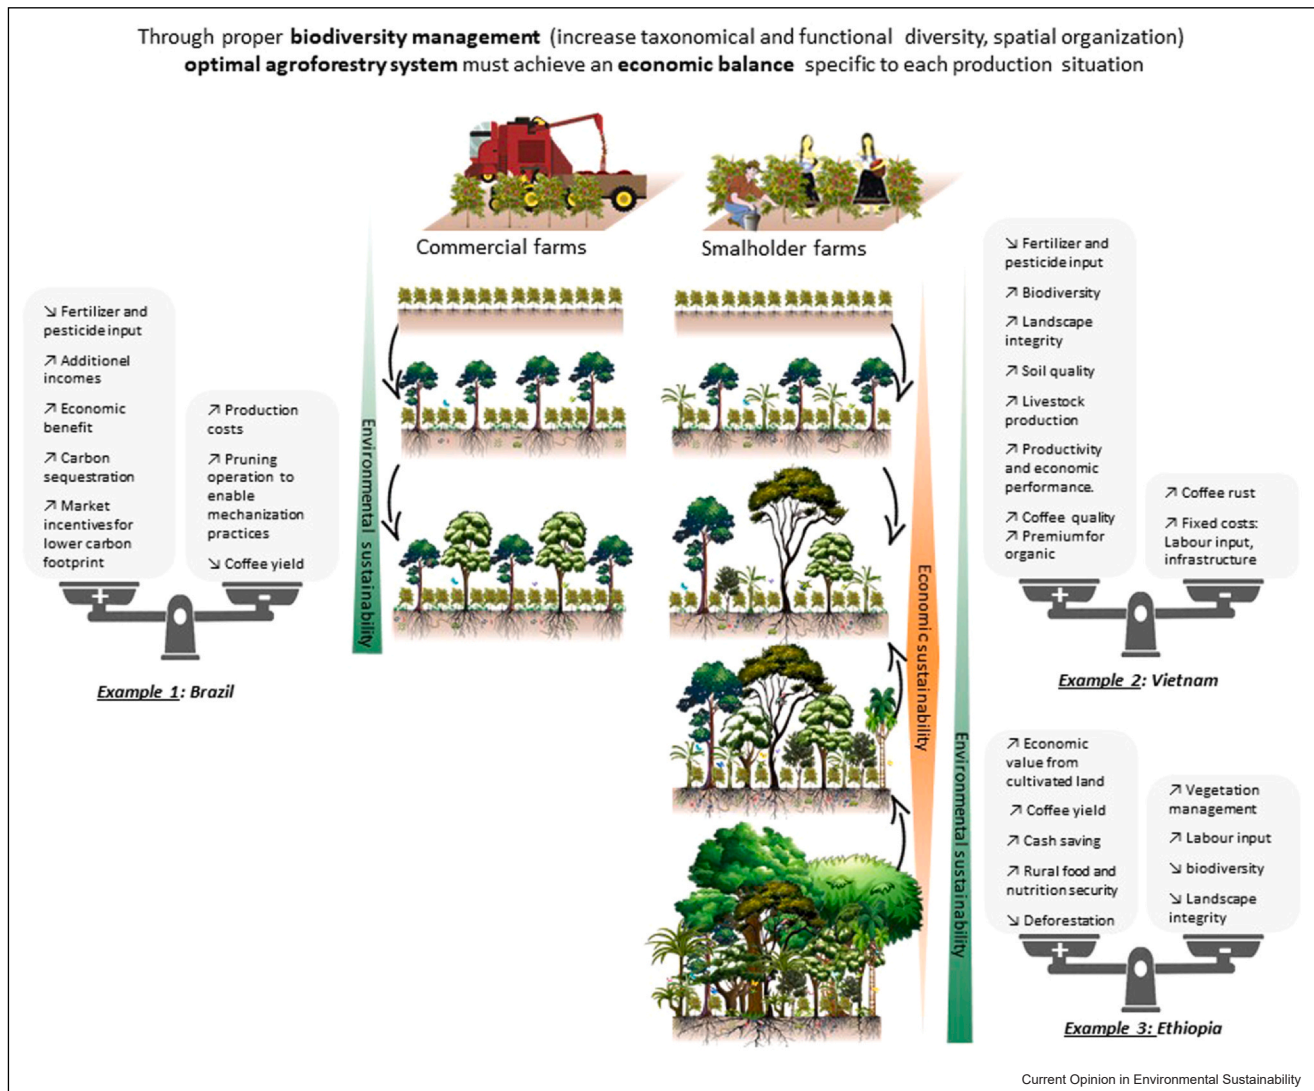 Through proper biodiversity management (increase taxonomical and functional diversity, spatial organization)
optimal agroforestry system must achieve an economic balance specific to each production situation
Commercial farms
Smalholder farms
↘ Fertilizer and
pesticide input
↗ Additionel
incomes
↗ Economic
benefit
↗ Carbon
sequestration
↗ Market
incentives for
lower carbon
footprint
↗ Production
costs
↗ Pruning
operation to
enable
mechanization
practices
↘ Coffee yield
+
-
Example 1: Brazil
Environmental sustainability
Economic sustainability
Environmental sustainability
↘ Fertilizer and
pesticide input
↗ Biodiversity
↗ Landscape
integrity
↗ Soil quality
↗ Livestock
production
↗ Productivity
and economic
performance.
↗ Coffee quality
↗ Premium for
organic
↗ Coffee rust
↗ Fixed costs:
Labour input,
infrastructure
+
-
Example 2: Vietnam
↗ Economic
value from
cultivated land
↗ Coffee yield
↗ Cash saving
↗ Rural food and
nutrition security
↘ Deforestation
↗ Vegetation
management
↗ Labour input
↘ biodiversity
↘ Landscape
integrity
+
-
Example 3: Ethiopia
Current Opinion in Environmental Sustainability